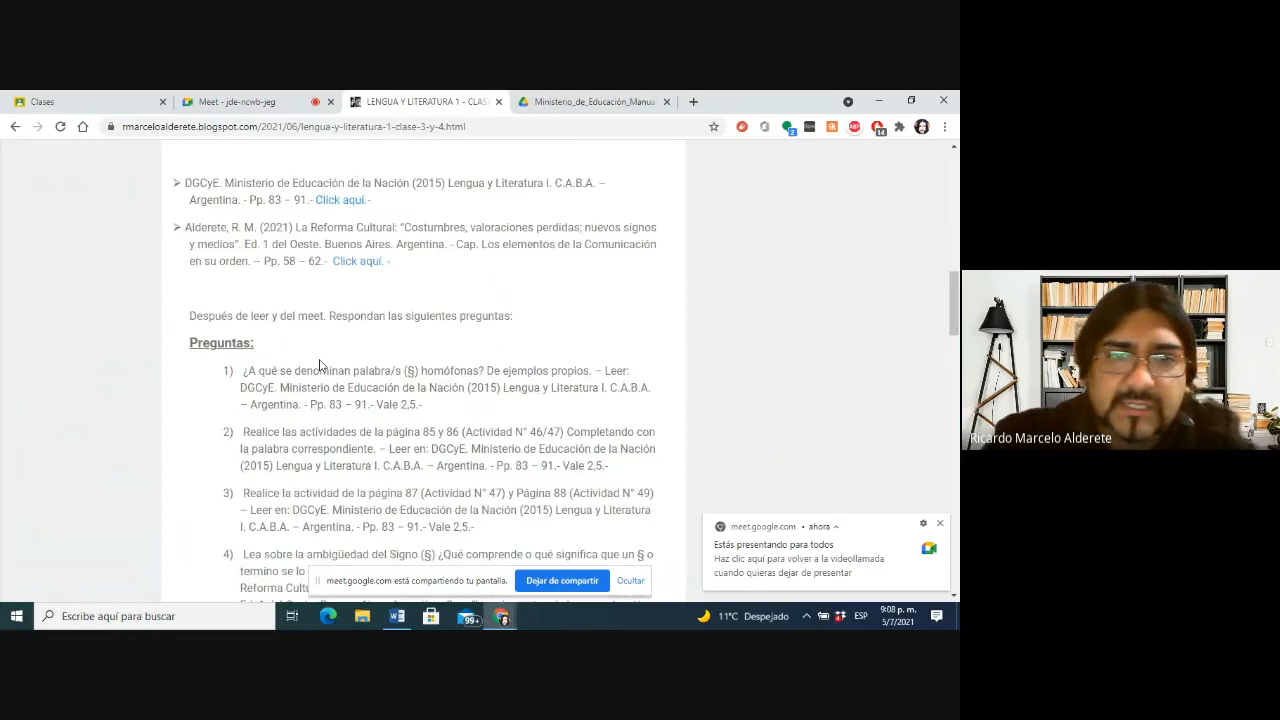 Clases
Meet - jde-ncwb-jeg
LENGUA Y LITERATURA 1 - CLAS
Ministerio_de_Educación_Manua
rmarceloalderete.blogspot.com/2021/06/lengua-y-literatura-1-clase-3-y-4.html
2
ABP
14
➢ DGCyE. Ministerio de Educación de la Nación (2015) Lengua y Literatura I. C.A.B.A. –
Argentina. - Pp. 83 – 91.- Click aquí.-
➢ Alderete, R. M. (2021) La Reforma Cultural: “Costumbres, valoraciones perdidas; nuevos signos
y medios”. Ed. 1 del Oeste. Buenos Aires. Argentina. - Cap. Los elementos de la Comunicación
en su orden. – Pp. 58 – 62.- Click aquí. -
Después de leer y del meet. Respondan las siguientes preguntas:
Preguntas:
1) ¿A qué se denominan palabra/s (§) homófonas? De ejemplos propios. – Leer:
DGCyE. Ministerio de Educación de la Nación (2015) Lengua y Literatura I. C.A.B.A.
– Argentina. - Pp. 83 – 91.- Vale 2,5.-
2) Realice las actividades de la página 85 y 86 (Actividad N° 46/47) Completando con
la palabra correspondiente. – Leer en: DGCyE. Ministerio de Educación de la Nación
(2015) Lengua y Literatura I. C.A.B.A. – Argentina. - Pp. 83 – 91.- Vale 2,5.-
3) Realice la actividad de la página 87 (Actividad N° 47) y Página 88 (Actividad N° 49)
– Leer en: DGCyE. Ministerio de Educación de la Nación (2015) Lengua y Literatura
I. C.A.B.A. – Argentina. - Pp. 83 – 91.- Vale 2,5.-
4) Lea sobre la ambigüedad del Signo (§) ¿Qué comprende o qué significa que un § o
termino se lo
Reforma Cultu
meet.google.com está compartiendo tu pantalla.
Dejar de compartir
Ocultar
meet.google.com • ahora
Estás presentando para todos
Haz clic aquí para volver a la videollamada
cuando quieras dejar de presentar
Ricardo Marcelo Alderete
Escribe aquí para buscar
99+
11°C Despejado
ESP
9:08 p. m.
5/7/2021